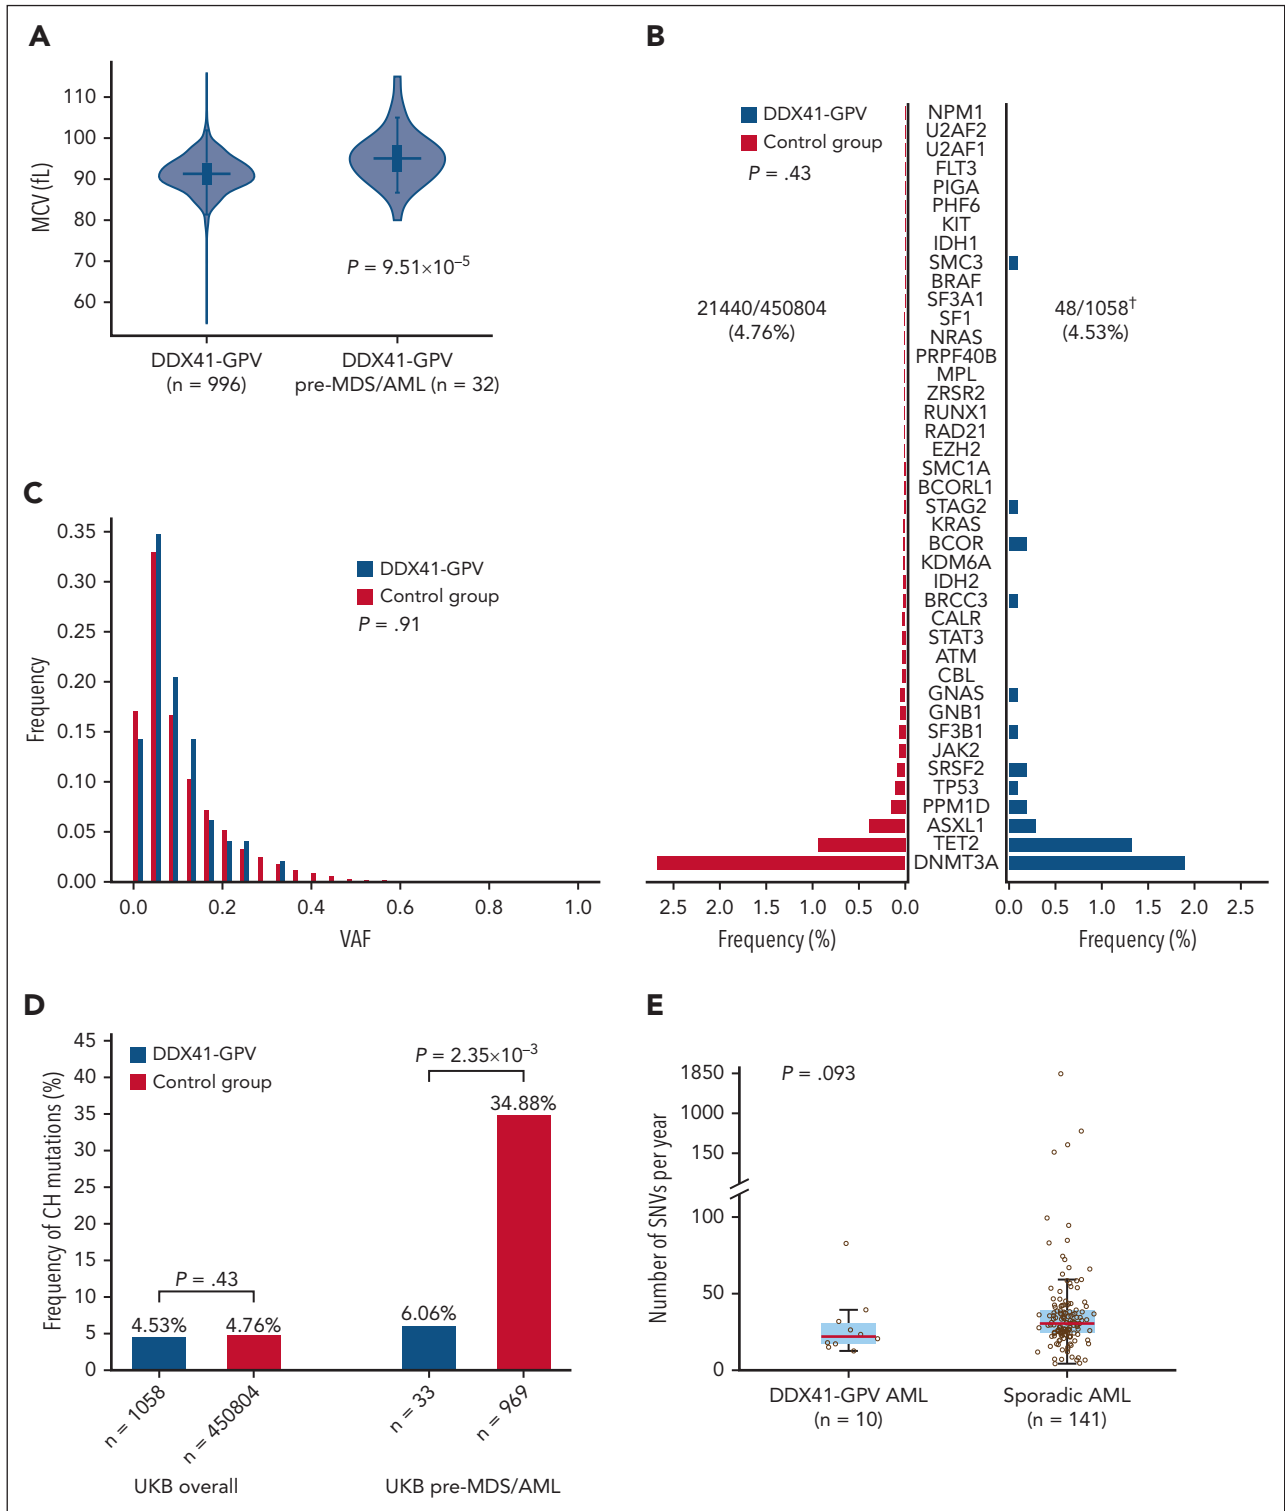 A
110
100
90
80
70
60
MCV (fL)
P = 9.51×10⁻⁵
DDX41-GPV
(n = 996)
DDX41-GPV
pre-MDS/AML (n = 32)
B
DDX41-GPV
Control group
P = .43
21440/450804
(4.76%)
48/1058†
(4.53%)
NPM1
U2AF2
U2AF1
FLT3
PIGA
PHF6
KIT
IDH1
SMC3
BRAF
SF3A1
SF1
NRAS
PRPF40B
MPL
ZRSR2
RUNX1
RAD21
EZH2
SMC1A
BCORL1
STAG2
KRAS
BCOR
KDM6A
IDH2
BRCC3
CALR
STAT3
ATM
CBL
GNAS
GNB1
SF3B1
JAK2
SRSF2
TP53
PPM1D
ASXL1
TET2
DNMT3A
2.5 2.0 1.5 1.0 0.5 0.0
Frequency (%)
0.0 0.5 1.0 1.5 2.0 2.5
Frequency (%)
C
0.35
0.30
0.25
0.20
0.15
0.10
0.05
0.00
Frequency
DDX41-GPV
Control group
P = .91
0.0 0.2 0.4 0.6 0.8 1.0
VAF
D
45
40
35
30
25
20
15
10
5
0
Frequency of CH mutations (%)
DDX41-GPV
Control group
P = 2.35×10⁻³
34.88%
P = .43
4.53%
4.76%
6.06%
n = 1058
n = 450804
n = 33
n = 969
UKB overall
UKB pre-MDS/AML
E
1850
1000
150
100
50
0
Number of SNVs per year
P = .093
DDX41-GPV AML
(n = 10)
Sporadic AML
(n = 141)